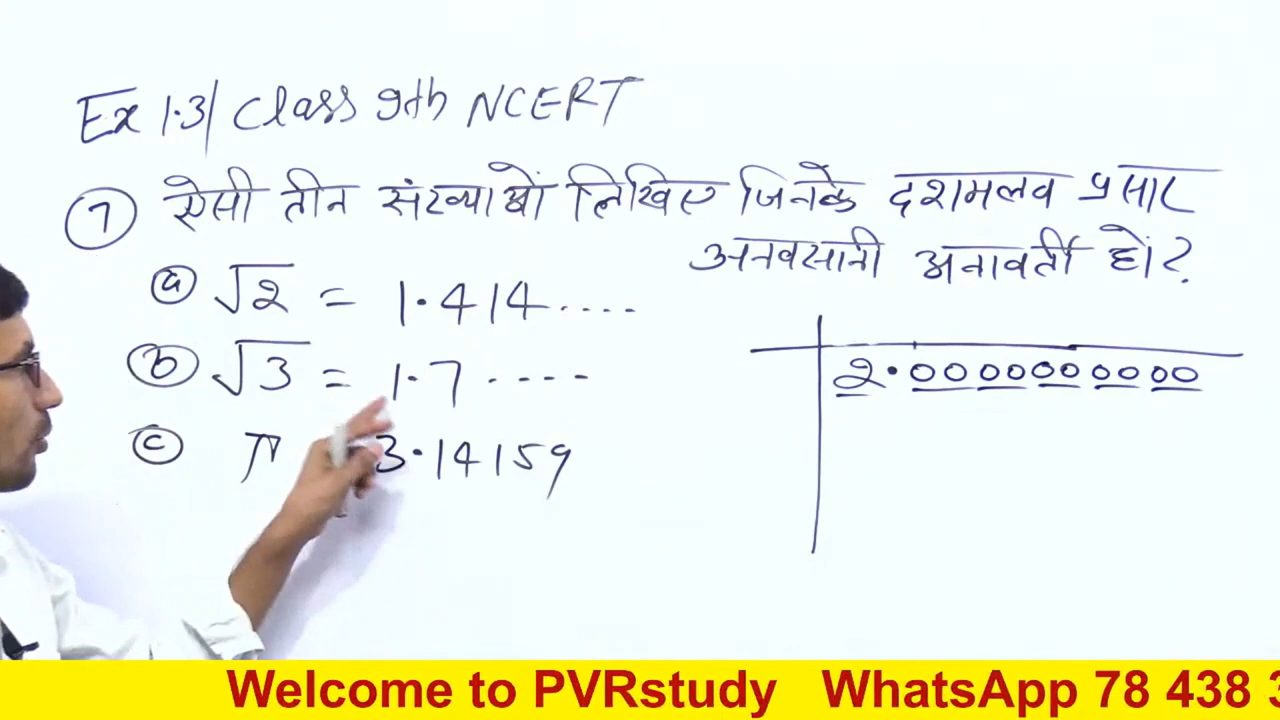 Ex 1.3/ Class 9th NCERT
7 ऐसी तीन संख्याओं लिखिए जिनके दशमलव प्रसार
अनवसानी अनावर्ती हों?
a √2 = 1.414....
b √3 = 1.7....
c π 3.14159
2.0000000000
Welcome to PVRstudy WhatsApp 78 438 3